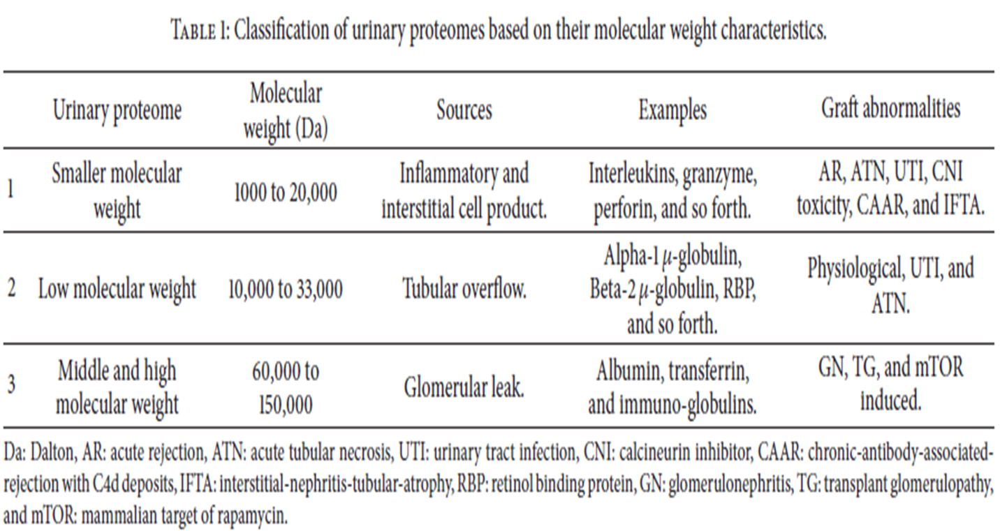 TABLE 1: Classification of urinary proteomes based on their molecular weight characteristics.
Urinary proteome
Molecular
weight (Da)
Sources
Examples
Graft abnormalities
1
Smaller molecular
weight
1000 to 20,000
Inflammatory and
interstitial cell product.
Interleukins, granzyme,
perforin, and so forth.
AR, ATN, UTI, CNI
toxicity, CAAR, and IFTA.
2
Low molecular weight
10,000 to 33,000
Tubular overflow.
Alpha-1 μ-globulin,
Beta-2 μ-globulin, RBP,
and so forth.
Physiological, UTI, and
ATN.
3
Middle and high
molecular weight
60,000 to
150,000
Glomerular leak.
Albumin, transferrin,
and immuno-globulins.
GN, TG, and mTOR
induced.
Da: Dalton, AR: acute rejection, ATN: acute tubular necrosis, UTI: urinary tract infection, CNI: calcineurin inhibitor, CAAR: chronic-antibody-associated-
rejection with C4d deposits, IFTA: interstitial-nephritis-tubular-atrophy, RBP: retinol binding protein, GN: glomerulonephritis, TG: transplant glomerulopathy,
and mTOR: mammalian target of rapamycin.